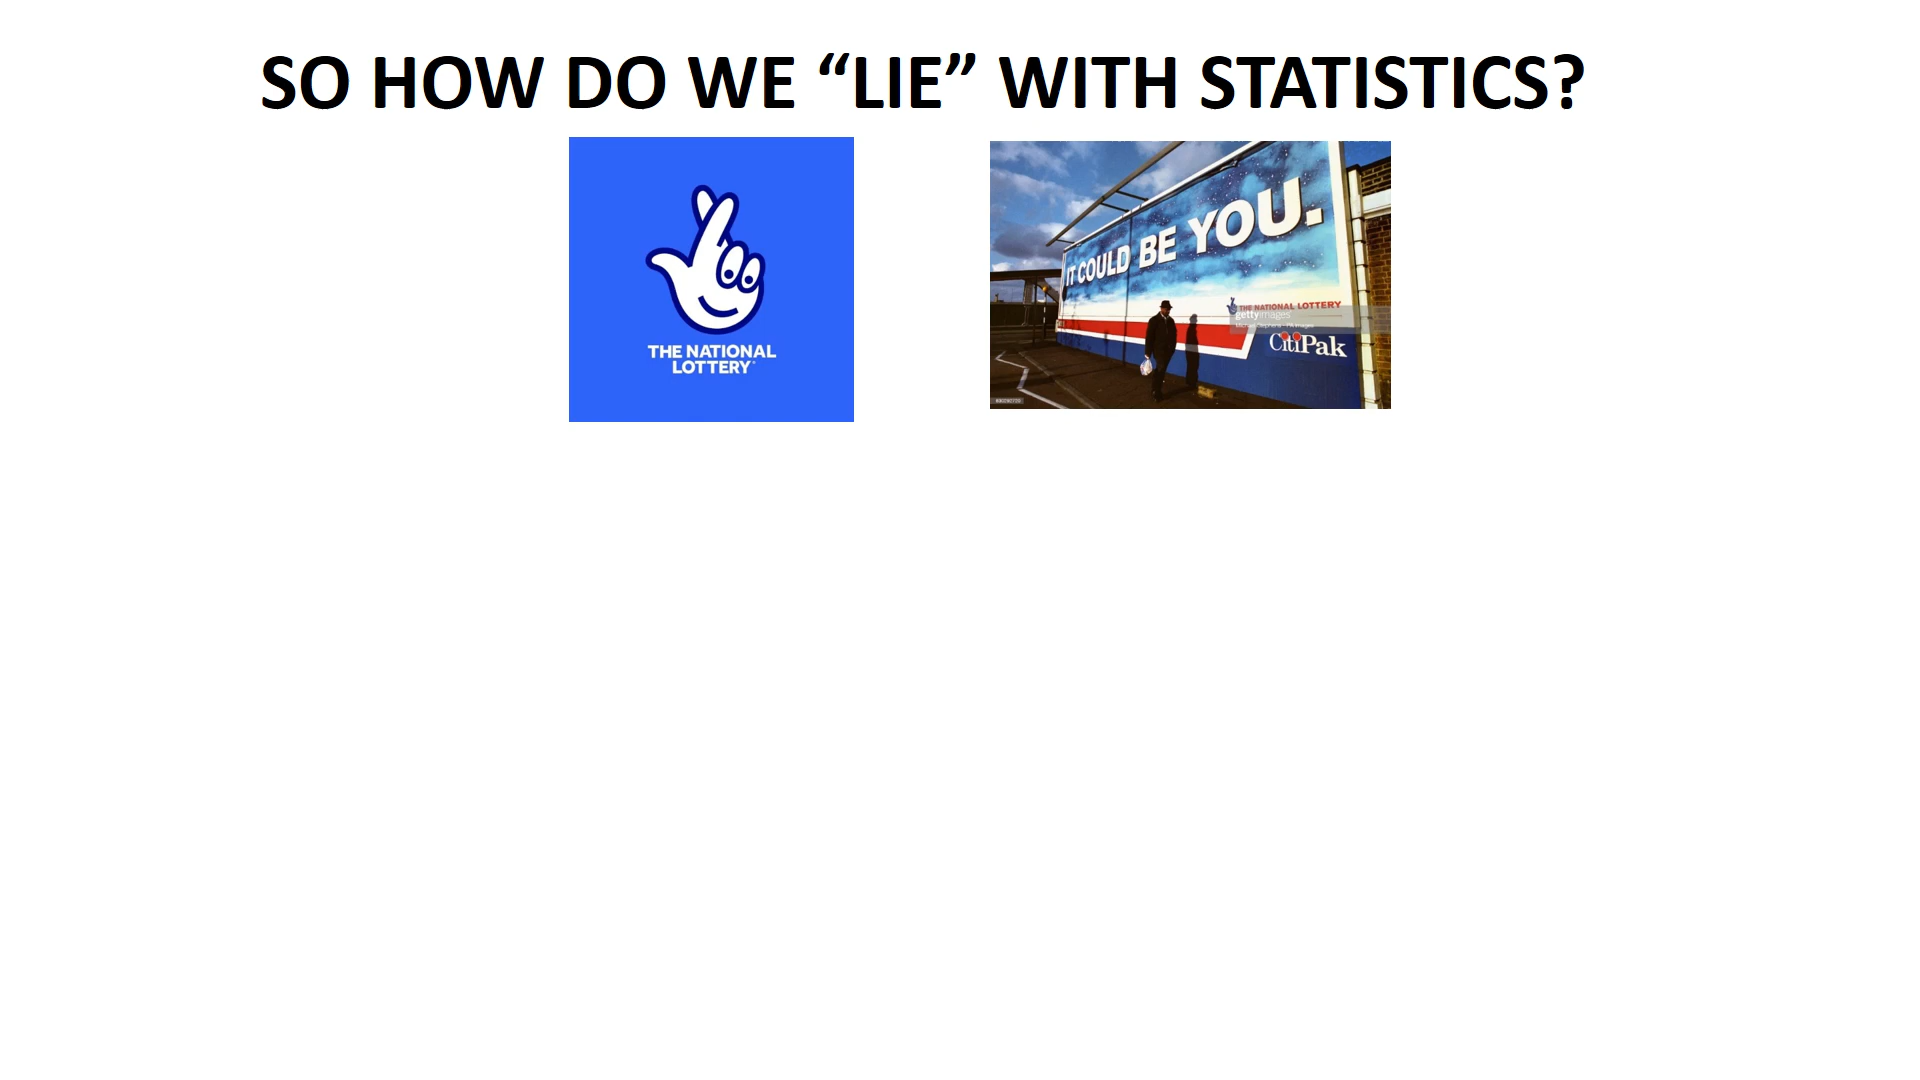 SO HOW DO WE “LIE” WITH STATISTICS?
THE NATIONAL
LOTTERY
IT COULD BE YOU.
THE NATIONAL LOTTERY
gettyimages
CitiPak